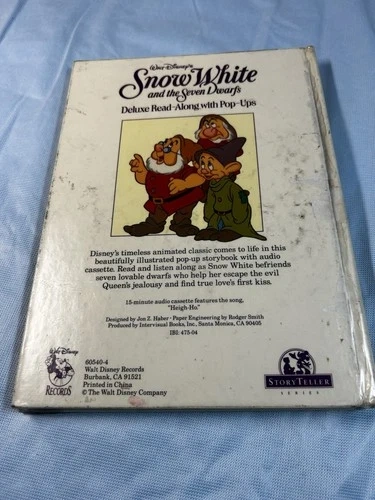 Walt Disney's
Snow White
and the Seven Dwarfs
Deluxe Read-Along with Pop-Ups
Disney's timeless animated classic comes to life in this
beautifully illustrated pop-up storybook with audio
cassette. Read and listen along as Snow White befriends
seven lovable dwarfs who help her escape the evil
Queen's jealousy and find true love's first kiss.
15-minute audio cassette features the song,
"Heigh-Ho"
Designed by Jon Z. Haber · Paper Engineering by Rodger Smith
Produced by Intervisual Books, Inc., Santa Monica, CA 90405
IBI: 475-04
Walt Disney
RECORDS
60540-4
Walt Disney Records
Burbank, CA 91521
Printed in China
© The Walt Disney Company
STORYTELLER
SERIES